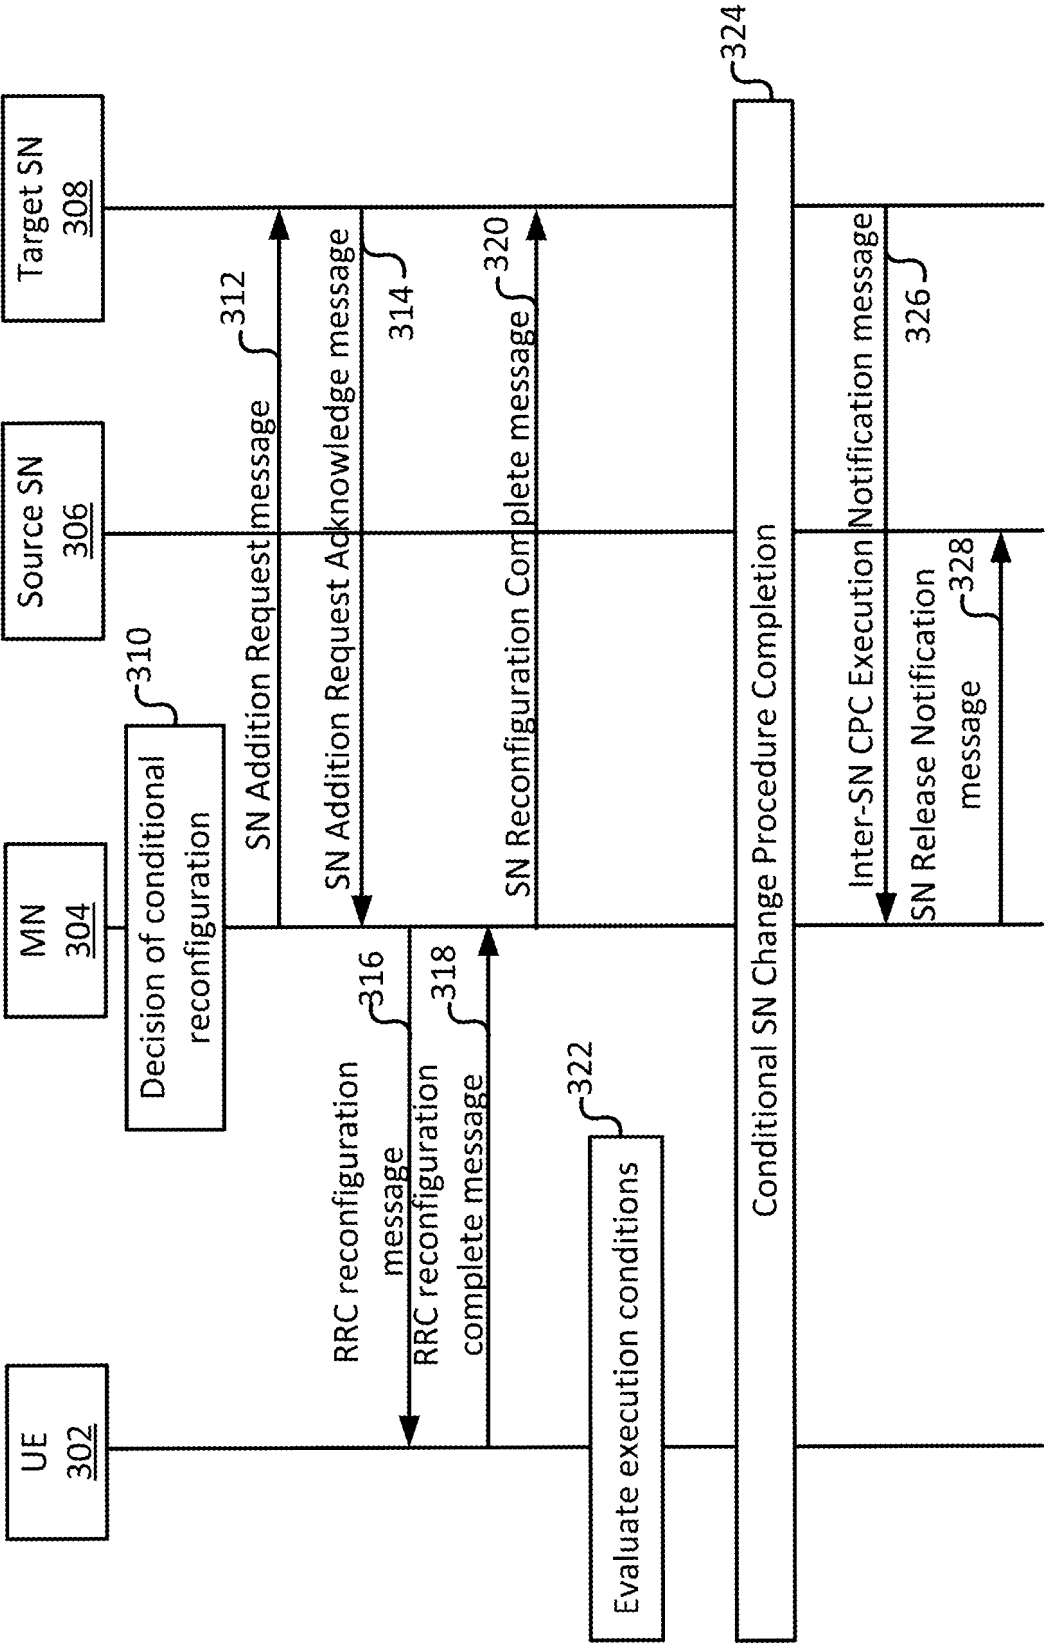 UE
302
MN
304
Source SN
306
Target SN
308
Decision of conditional
reconfiguration
310
SN Addition Request message
312
SN Addition Request Acknowledge message
314
RRC reconfiguration
message
316
RRC reconfiguration
complete message
318
SN Reconfiguration Complete message
320
Evaluate execution conditions
322
Conditional SN Change Procedure Completion
324
Inter-SN CPC Execution Notification message
326
SN Release Notification
message
328